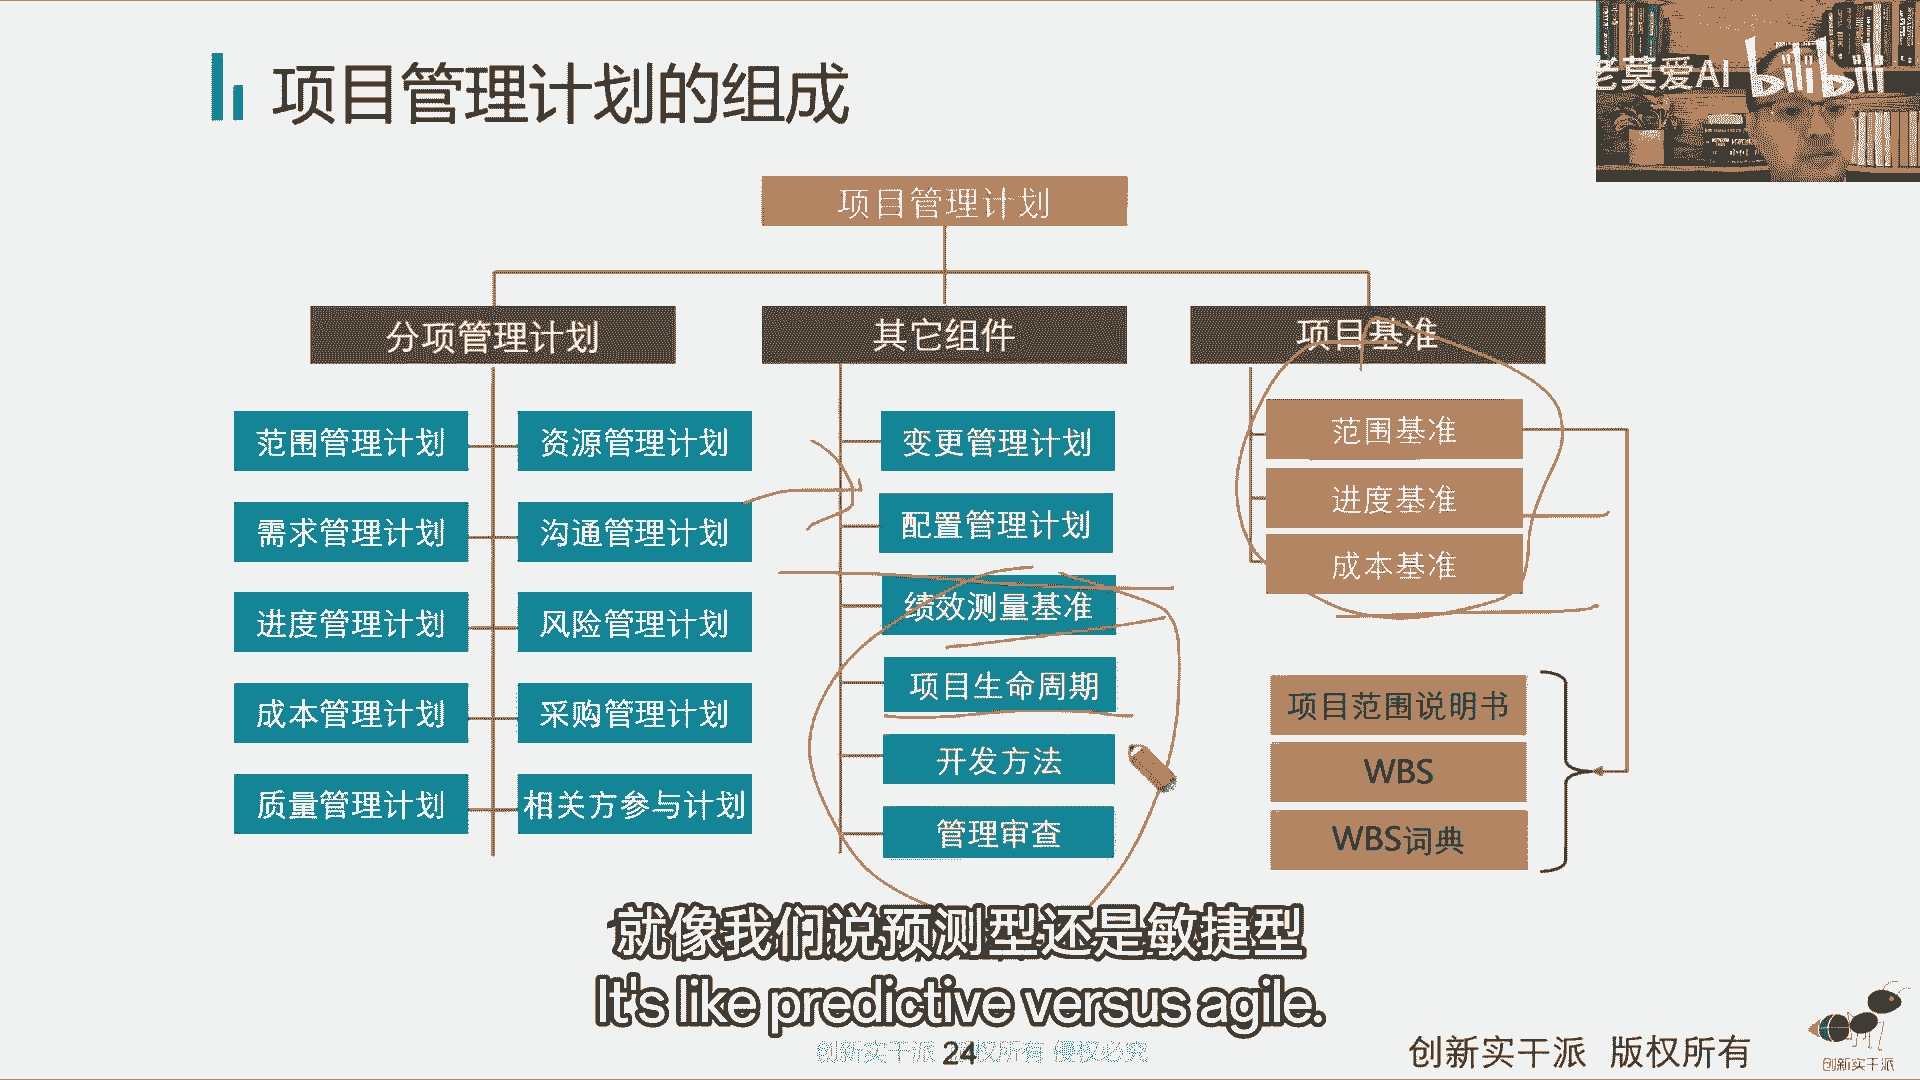 项目管理计划的组成
老莫爱AI
bilibili
项目管理计划
分项管理计划
其它组件
项目基准
范围管理计划
资源管理计划
需求管理计划
沟通管理计划
进度管理计划
风险管理计划
成本管理计划
采购管理计划
质量管理计划
相关方参与计划
变更管理计划
配置管理计划
绩效测量基准
项目生命周期
开发方法
管理审查
范围基准
进度基准
成本基准
项目范围说明书
WBS
WBS词典
就像我们说预测型还是敏捷型
It's like predictive versus agile.
创新实干派 版权所有 侵权必究
24
创新实干派 版权所有
创新实干派